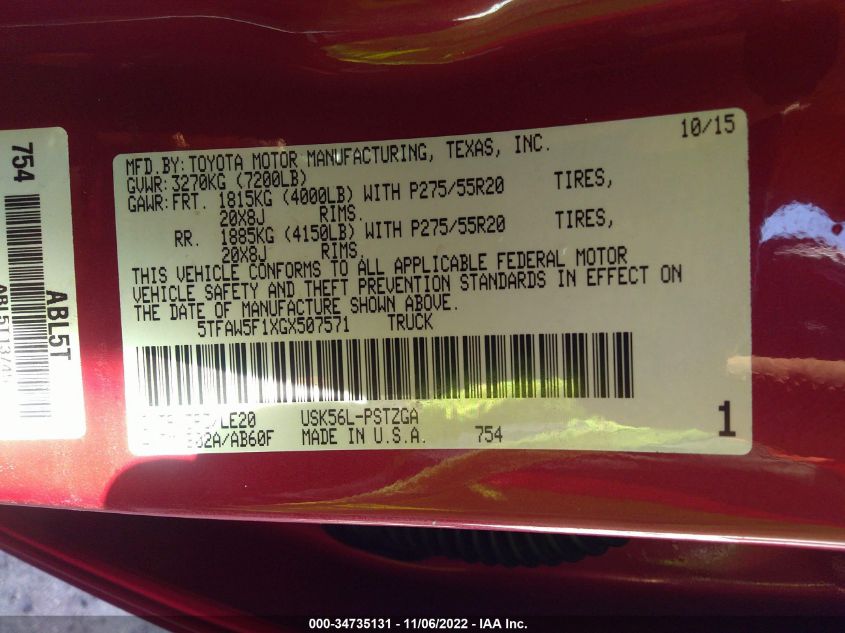 754
ABL5T
10/15
MFD.BY:TOYOTA MOTOR MANUFACTURING, TEXAS, INC.
GVWR:3270KG (7200LB)
GAWR:FRT. 1815KG (4000LB) WITH P275/55R20 TIRES,
20X8J RIMS.
RR. 1885KG (4150LB) WITH P275/55R20 TIRES,
20X8J RIMS.
THIS VEHICLE CONFORMS TO ALL APPLICABLE FEDERAL MOTOR
VEHICLE SAFETY AND THEFT PREVENTION STANDARDS IN EFFECT ON
THE DATE OF MANUFACTURE SHOWN ABOVE.
5TFAW5F1XGX507571 TRUCK
/LE20 USK56L-PSTZGA
/AB60F MADE IN U.S.A. 754
1
000-34735131 - 11/06/2022 - IAA Inc.